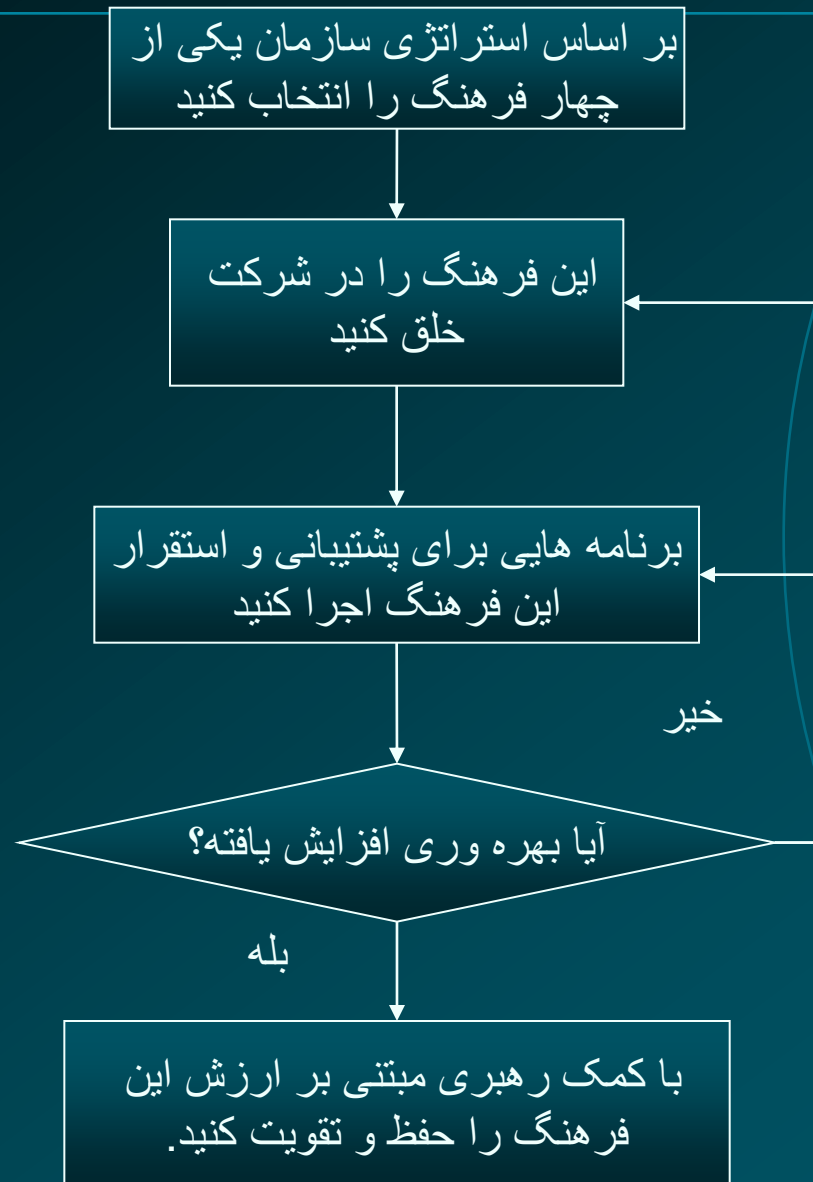 بر اساس استراتژی سازمان یکی از
چهار فرهنگ را انتخاب کنید
این فرهنگ را در شرکت
خلق کنید
برنامه هایی برای پشتیبانی و استقرار
این فرهنگ اجرا کنید
خیر
آیا بهره وری افزایش یافته؟
بله
با کمک رهبری مبتنی بر ارزش این
فرهنگ را حفظ و تقویت کنید.